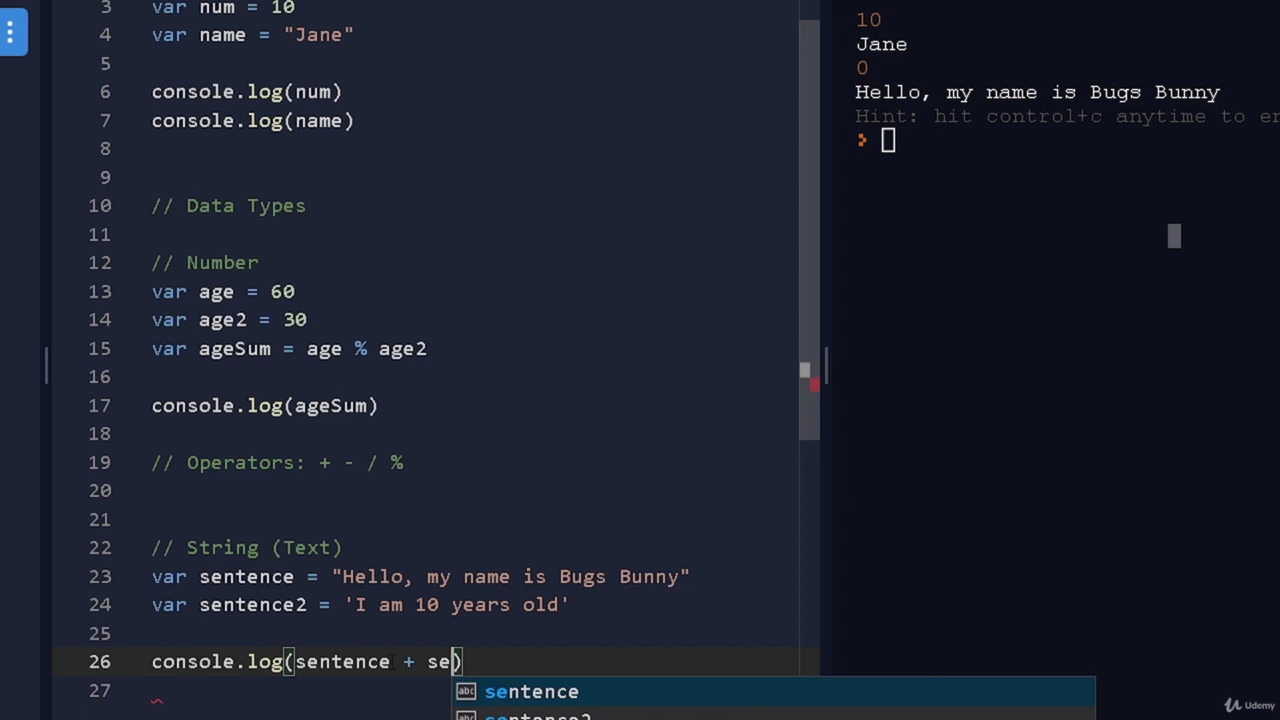 3 var num = 10
4 var name = "Jane"
5
6 console.log(num)
7 console.log(name)
8
9
10 // Data Types
11
12 // Number
13 var age = 60
14 var age2 = 30
15 var ageSum = age % age2
16
17 console.log(ageSum)
18
19 // Operators: + - / %
20
21
22 // String (Text)
23 var sentence = "Hello, my name is Bugs Bunny"
24 var sentence2 = 'I am 10 years old'
25
26 console.log(sentence + se)
27
abc sentence
abc sentence2
10
Jane
0
Hello, my name is Bugs Bunny
Hint: hit control+c anytime to en
>
Udemy